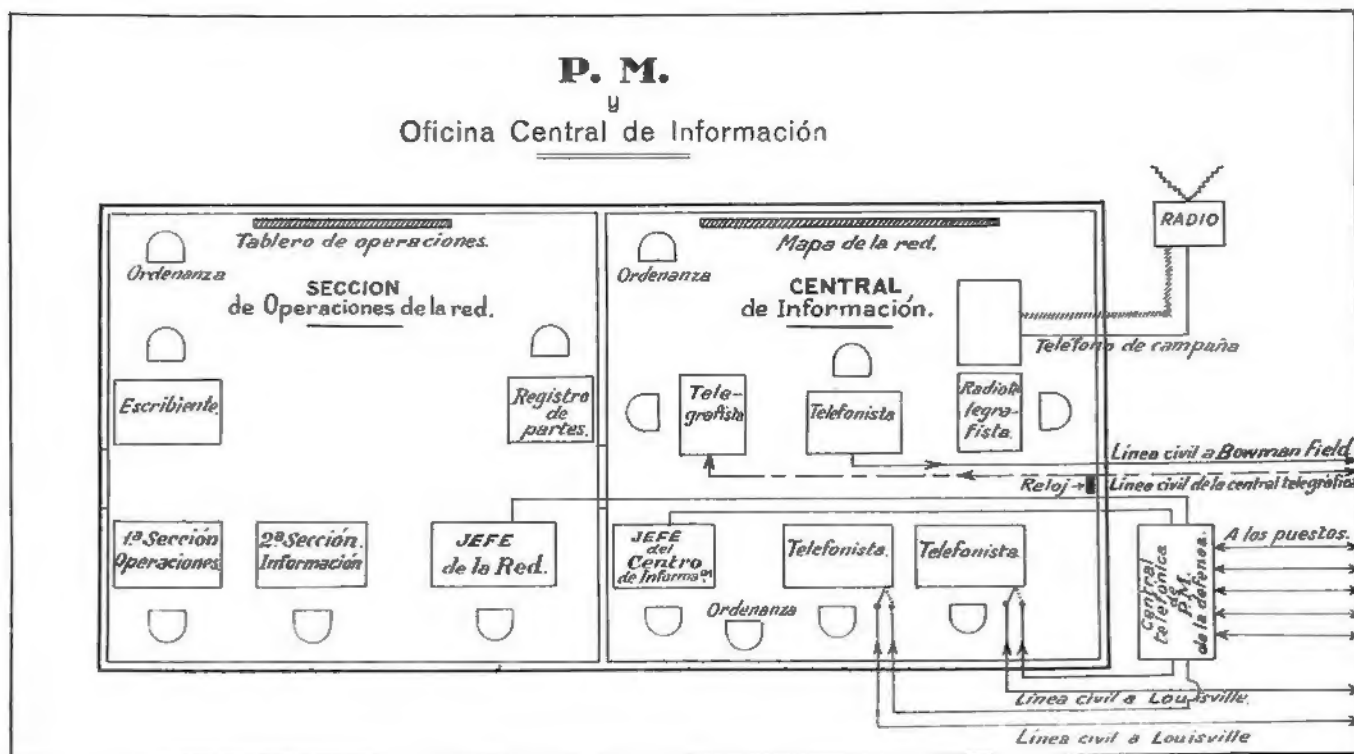 P. M.
y
Oficina Central de Información
Tablero de operaciones.
Ordenanza
SECCION
de Operaciones de la red.
Escribiente.
Registro
de
partes.
1ª Sección
Operaciones.
2ª Sección.
Información
JEFE
de la Red.
Mapa de la red.
Ordenanza
CENTRAL
de Información.
Tele-
grafista
Telefonista
Radiote
legra-
fista.
Reloj→
JEFE
del
Centro
de Informaᵒⁿ
Telefonista.
Telefonista.
Ordenanza
RADIO
Teléfono de campaña
Línea civil a Bowman Field
Línea civil de la central telegráfica
Central
telefónica
de
P.M.
de la defensa.
A los puestos.
Línea civil a Louisville.
Línea civil a Louisville